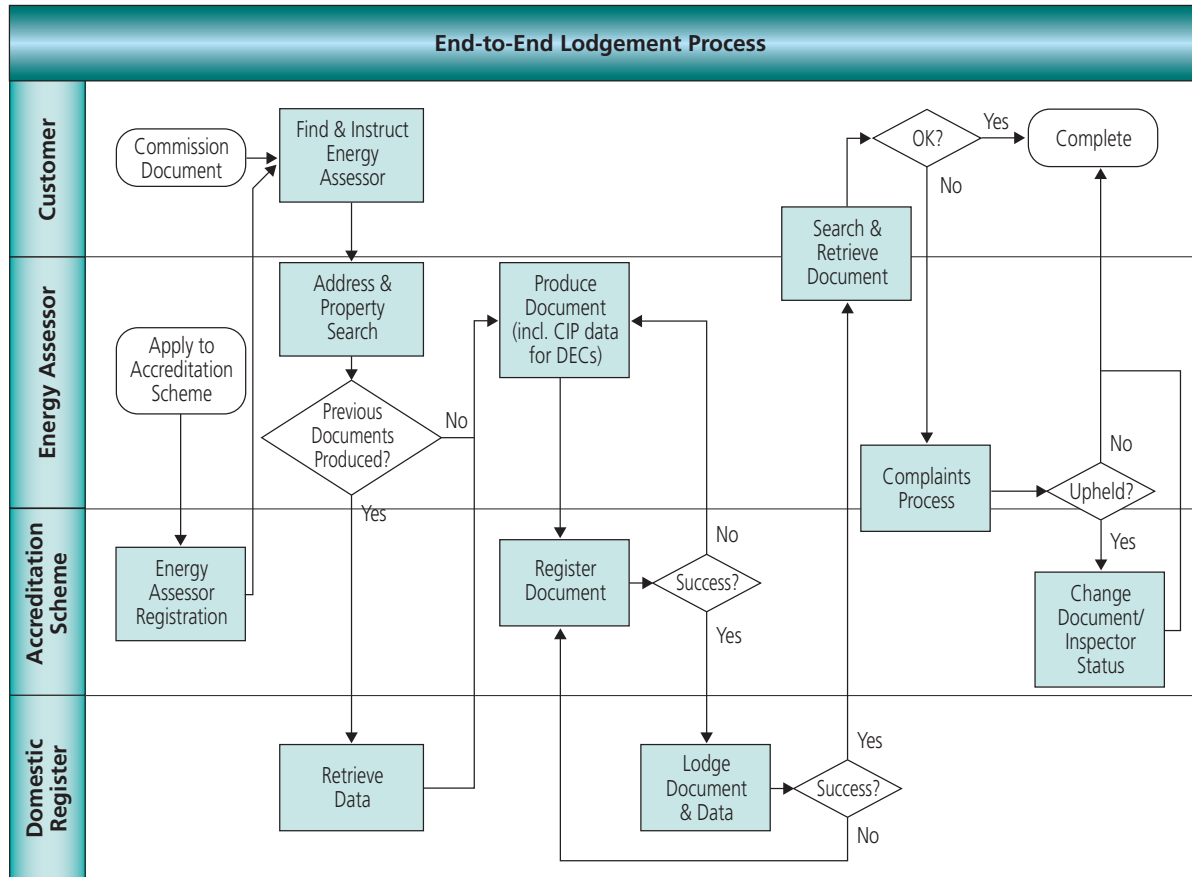 End-to-End Lodgement Process
Customer
Commission
Document
Find & Instruct
Energy
Assessor
OK?
Yes
No
Complete
Search &
Retrieve
Document
Energy Assessor
Address &
Property
Search
Produce
Document
(incl. CIP data
for DECs)
Apply to
Accreditation
Scheme
Previous
Documents
Produced?
No
Yes
Complaints
Process
Upheld?
No
Yes
Accreditation
Scheme
Energy
Assessor
Registration
Register
Document
Success?
No
Yes
Change
Document/
Inspector
Status
Domestic
Register
Retrieve
Data
Lodge
Document
& Data
Success?
Yes
No